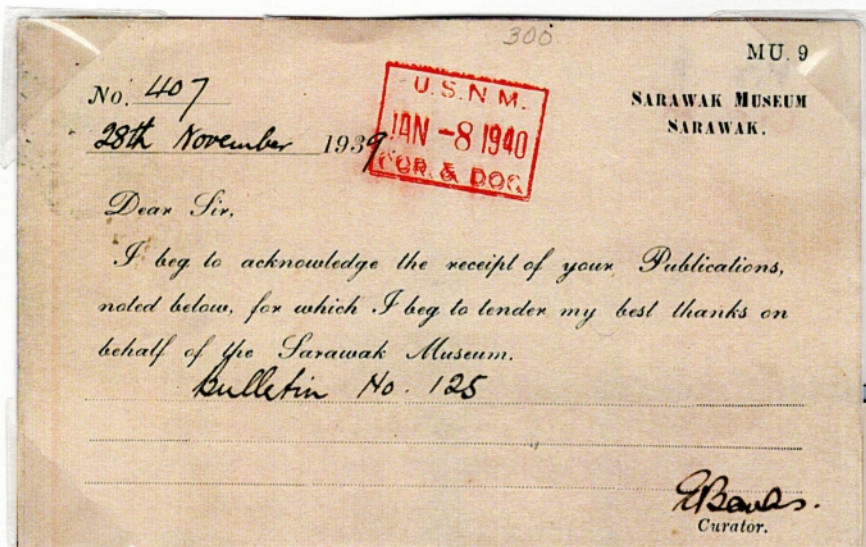 300
MU. 9
No. 407
SARAWAK MUSEUM
SARAWAK.
28th November 1939
U.S.N.M.
JAN -8 1940
COR. & DOC.
Dear Sir,
I beg to acknowledge the receipt of your Publications,
noted below, for which I beg to tender my best thanks on
behalf of the Sarawak Museum.
Bulletin No. 125
EBanks.
Curator.